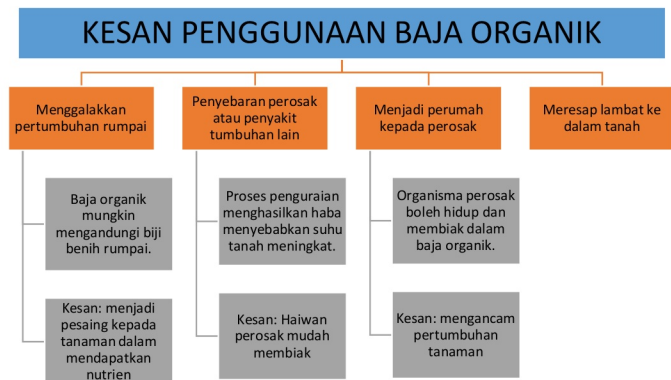 KESAN PENGGUNAAN BAJA ORGANIK
Menggalakkan
pertumbuhan rumpai
Baja organik
mungkin
mengandungi biji
benih rumpai.
Kesan: menjadi
pesaing kepada
tanaman dalam
mendapatkan
nutrien
Penyebaran perosak
atau penyakit
tumbuhan lain
Proses penguraian
menghasilkan haba
menyebabkan suhu
tanah meningkat.
Kesan: Haiwan
perosak mudah
membiak
Menjadi perumah
kepada perosak
Organisma perosak
boleh hidup dan
membiak dalam
baja organik.
Kesan: mengancam
pertumbuhan
tanaman
Meresap lambat ke
dalam tanah